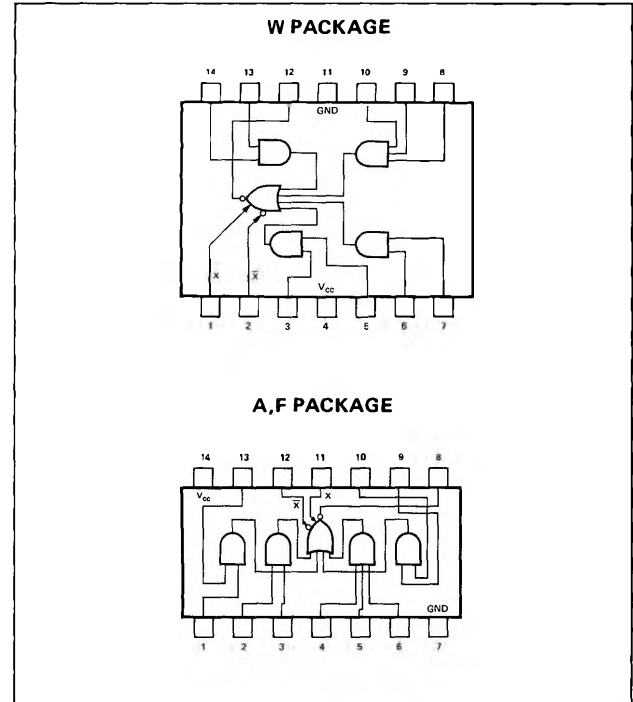 W PACKAGE
14 13 12 11 10 9 8
GND
x x̅
Vcc
1 2 3 4 5 6 7
A,F PACKAGE
14 13 12 11 10 9 8
Vcc x̅ x
GND
1 2 3 4 5 6 7